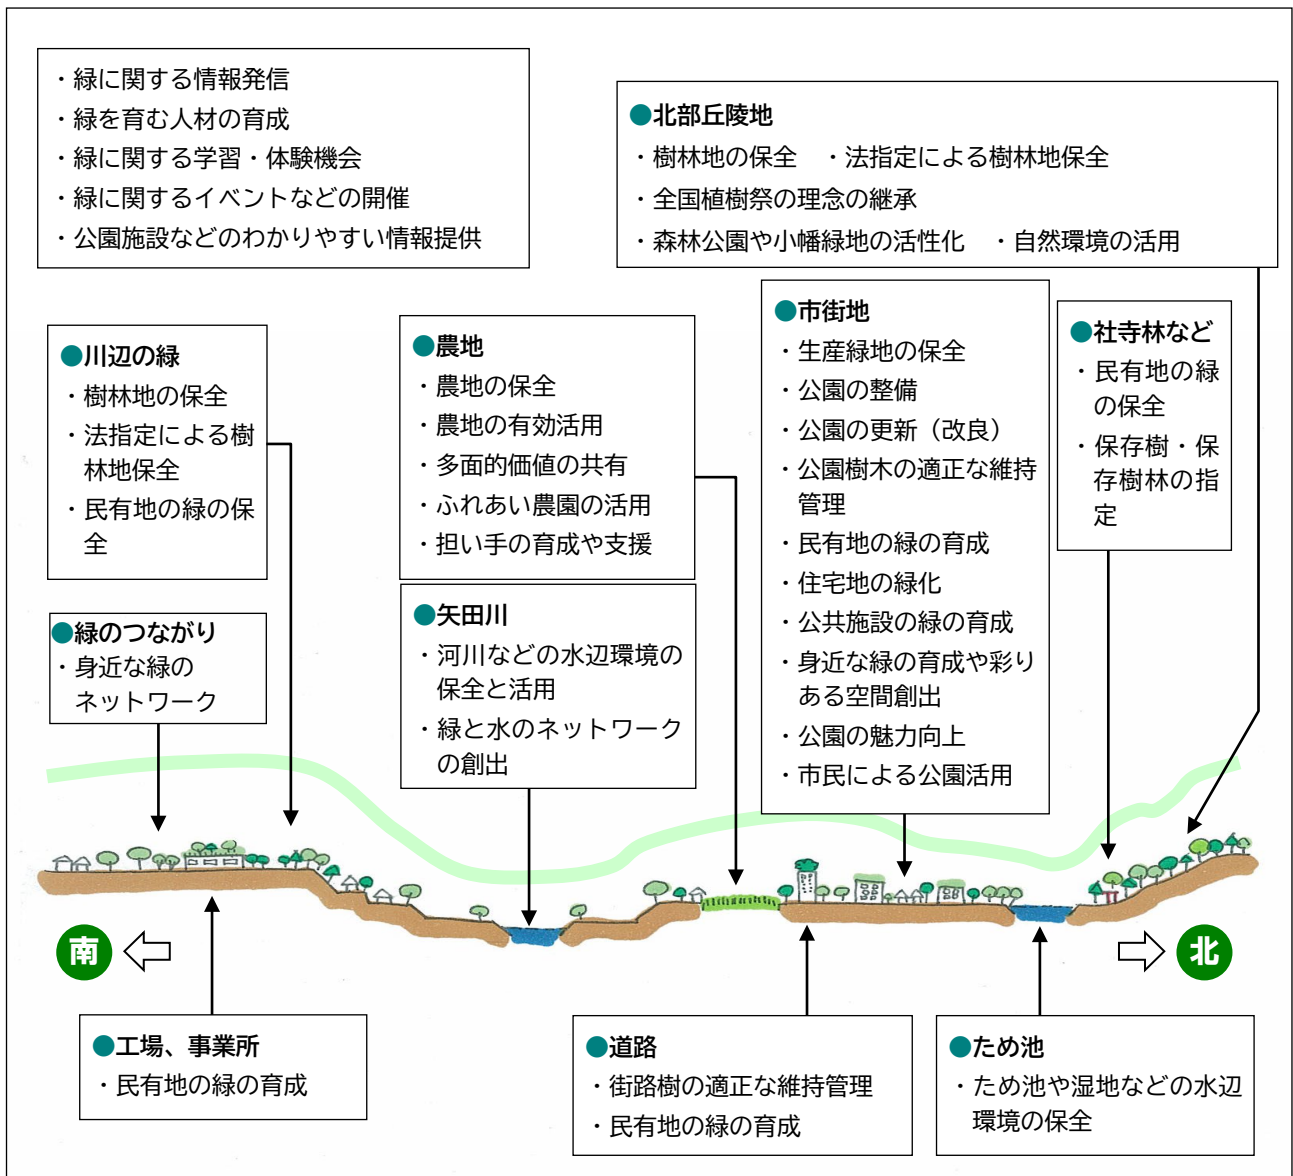 ・緑に関する情報発信
・緑を育む人材の育成
・緑に関する学習・体験機会
・緑に関するイベントなどの開催
・公園施設などのわかりやすい情報提供
●北部丘陵地
・樹林地の保全　・法指定による樹林地保全
・全国植樹祭の理念の継承
・森林公園や小幡緑地の活性化　・自然環境の活用
●川辺の緑
・樹林地の保全
・法指定による樹
林地保全
・民有地の緑の保
全
●緑のつながり
・身近な緑の
ネットワーク
●農地
・農地の保全
・農地の有効活用
・多面的価値の共有
・ふれあい農園の活用
・担い手の育成や支援
●矢田川
・河川などの水辺環境の
保全と活用
・緑と水のネットワーク
の創出
●市街地
・生産緑地の保全
・公園の整備
・公園の更新（改良）
・公園樹木の適正な維持
管理
・民有地の緑の育成
・住宅地の緑化
・公共施設の緑の育成
・身近な緑の育成や彩り
ある空間創出
・公園の魅力向上
・市民による公園活用
●社寺林など
・民有地の緑
の保全
・保存樹・保
存樹林の指
定
南
北
●工場、事業所
・民有地の緑の育成
●道路
・街路樹の適正な維持管理
・民有地の緑の育成
●ため池
・ため池や湿地などの水辺
環境の保全